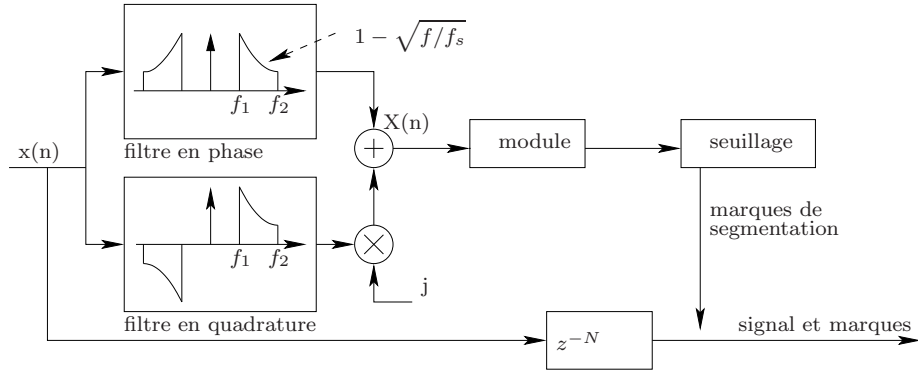 1 − √f/fs
f1 f2
X(n)
x(n)
filtre en phase
+
module
seuillage
marques de
segmentation
f1 f2
×
j
filtre en quadrature
z−N
signal et marques